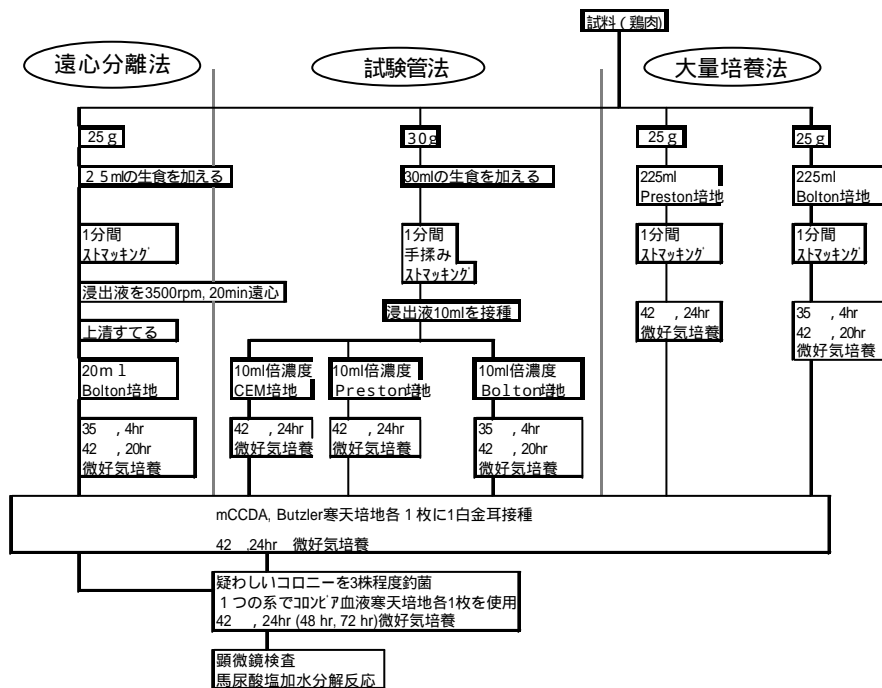 試料(鶏肉)
遠心分離法
試験管法
大量培養法
25g
30g
25g
25g
25mlの生食を加える
30mlの生食を加える
225ml
Preston培地
225ml
Bolton培地
1分間
ストマッキング
1分間
手揉み
ストマッキング
1分間
ストマッキング
1分間
ストマッキング
浸出液を3500rpm, 20min遠心
上清すてる
浸出液10mlを接種
42 , 24hr
微好気培養
35 , 4hr
42 , 20hr
微好気培養
20ml
Bolton培地
10ml倍濃度
CEM培地
10ml倍濃度
Preston培地
10ml倍濃度
Bolton培地
35 , 4hr
42 , 20hr
微好気培養
42 , 24hr
微好気培養
42 , 24hr
微好気培養
35 , 4hr
42 , 20hr
微好気培養
mCCDA, Butzler寒天培地各1枚に1白金耳接種
42 ,24hr 微好気培養
疑わしいコロニーを3株程度釣菌
1つの系でコロンビア血液寒天培地各1枚を使用
42 , 24hr (48 hr, 72 hr)微好気培養
顕微鏡検査
馬尿酸塩加水分解反応